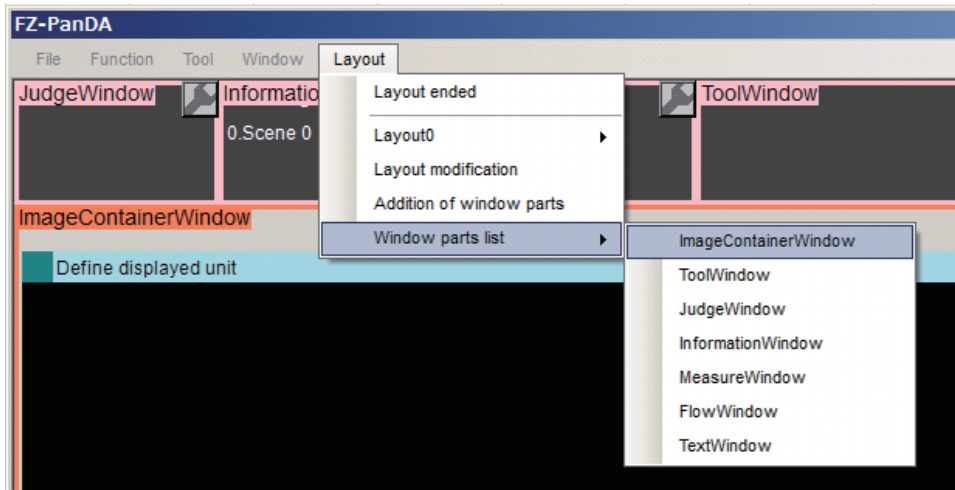 FZ-PanDA
File Function Tool Window Layout
JudgeWindow
Informatio
ToolWindow
0.Scene 0
Layout ended
Layout0
Layout modification
Addition of window parts
Window parts list
ImageContainerWindow
Define displayed unit
ImageContainerWindow
ToolWindow
JudgeWindow
InformationWindow
MeasureWindow
FlowWindow
TextWindow